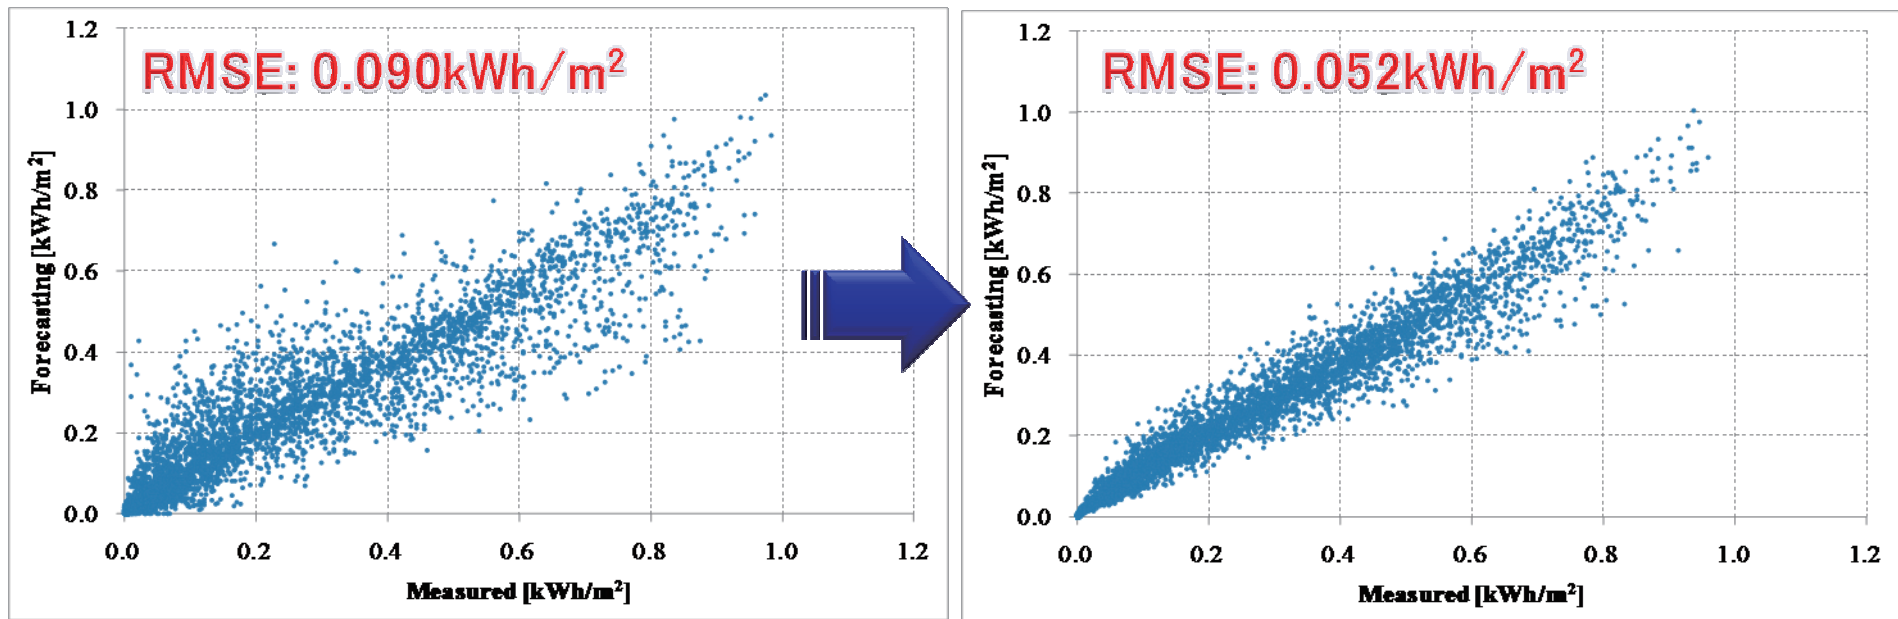 RMSE: 0.090kWh/m²
1.2
1.0
0.8
0.6
0.4
0.2
0.0
Forecasting [kWh/m²]
0.0 0.2 0.4 0.6 0.8 1.0 1.2
Measured [kWh/m²]
RMSE: 0.052kWh/m²
1.2
1.0
0.8
0.6
0.4
0.2
0.0
Forecasting [kWh/m²]
0.0 0.2 0.4 0.6 0.8 1.0 1.2
Measured [kWh/m²]